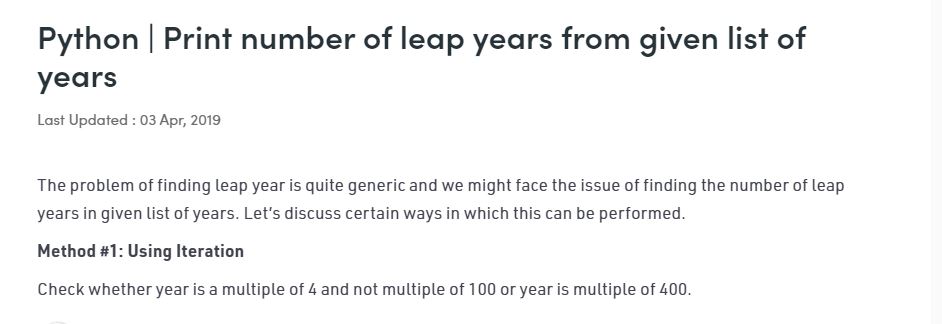 Python | Print number of leap years from given list of
years
Last Updated : 03 Apr, 2019
The problem of finding leap year is quite generic and we might face the issue of finding the number of leap
years in given list of years. Let’s discuss certain ways in which this can be performed.
Method #1: Using Iteration
Check whether year is a multiple of 4 and not multiple of 100 or year is multiple of 400.